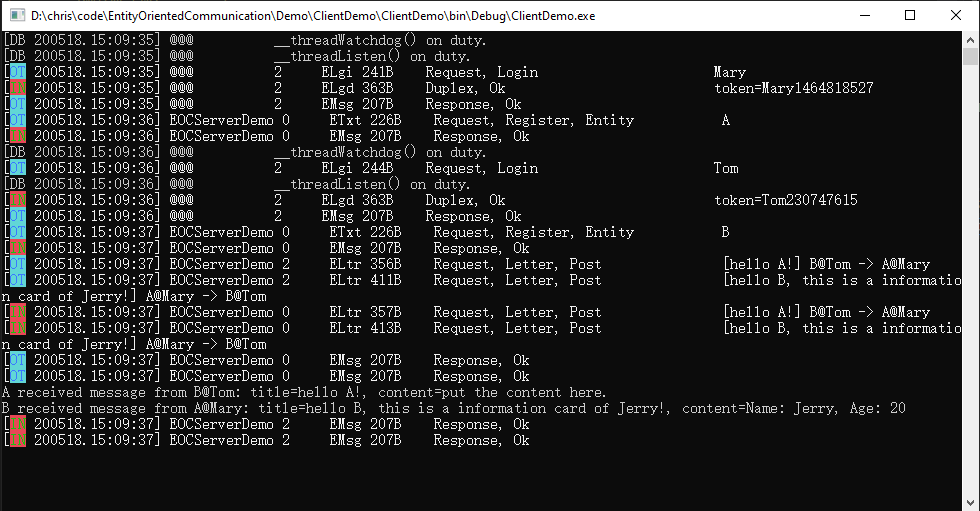 D:\chris\code\EntityOrientedCommunication\Demo\ClientDemo\ClientDemo\bin\Debug\ClientDemo.exe
[DB 200518.15:09:35] @@@ __threadWatchdog() on duty.
[DB 200518.15:09:35] @@@ __threadListen() on duty.
[OT 200518.15:09:35] @@@ 2 ELgi 241B Request, Login Mary
[ 200518.15:09:35] @@@ 2 ELgd 363B Duplex, Ok token=Mary1464818527
[OT 200518.15:09:35] @@@ 2 EMsg 207B Response, Ok
[OT 200518.15:09:36] EOCServerDemo 0 ETxt 226B Request, Register, Entity A
[ 200518.15:09:36] EOCServerDemo 0 EMsg 207B Response, Ok
[DB 200518.15:09:36] @@@ __threadWatchdog() on duty.
[OT 200518.15:09:36] @@@ 2 ELgi 244B Request, Login Tom
[DB 200518.15:09:36] @@@ __threadListen() on duty.
[ 200518.15:09:36] @@@ 2 ELgd 363B Duplex, Ok token=Tom230747615
[OT 200518.15:09:36] @@@ 2 EMsg 207B Response, Ok
[OT 200518.15:09:37] EOCServerDemo 0 ETxt 226B Request, Register, Entity B
[ 200518.15:09:37] EOCServerDemo 0 EMsg 207B Response, Ok
[OT 200518.15:09:37] EOCServerDemo 2 ELtr 356B Request, Letter, Post [hello A!] B@Tom -> A@Mary
[OT 200518.15:09:37] EOCServerDemo 2 ELtr 411B Request, Letter, Post [hello B, this is a informatio
n card of Jerry!] A@Mary -> B@Tom
[ 200518.15:09:37] EOCServerDemo 2 ELtr 357B Request, Letter, Post [hello A!] B@Tom -> A@Mary
[ 200518.15:09:37] EOCServerDemo 2 ELtr 413B Request, Letter, Post [hello B, this is a informatio
n card of Jerry!] A@Mary -> B@Tom
[OT 200518.15:09:37] EOCServerDemo 0 EMsg 207B Response, Ok
[OT 200518.15:09:37] EOCServerDemo 0 EMsg 207B Response, Ok
A received message from B@Tom: title=hello A!, content=put the content here.
B received message from A@Mary: title=hello B, this is a information card of Jerry!, content=Name: Jerry, Age: 20
[ 200518.15:09:37] EOCServerDemo 2 EMsg 207B Response, Ok
[ 200518.15:09:37] EOCServerDemo 2 EMsg 207B Response, Ok